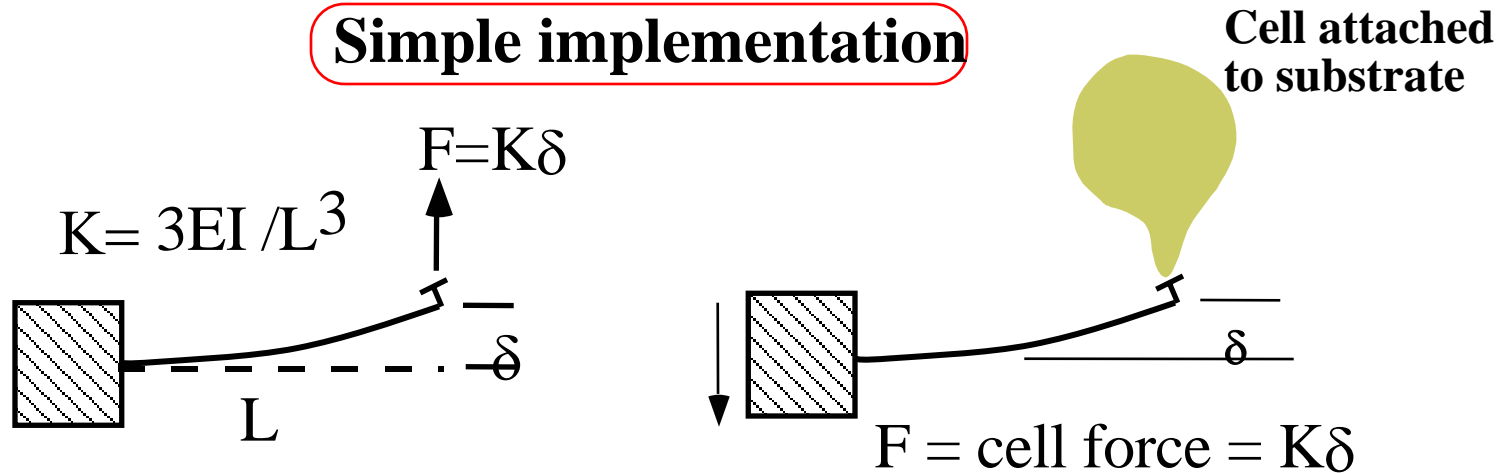 Simple implementation
Cell attached
to substrate
F=Kδ
K= 3EI /L³
δ
L
δ
F = cell force = Kδ